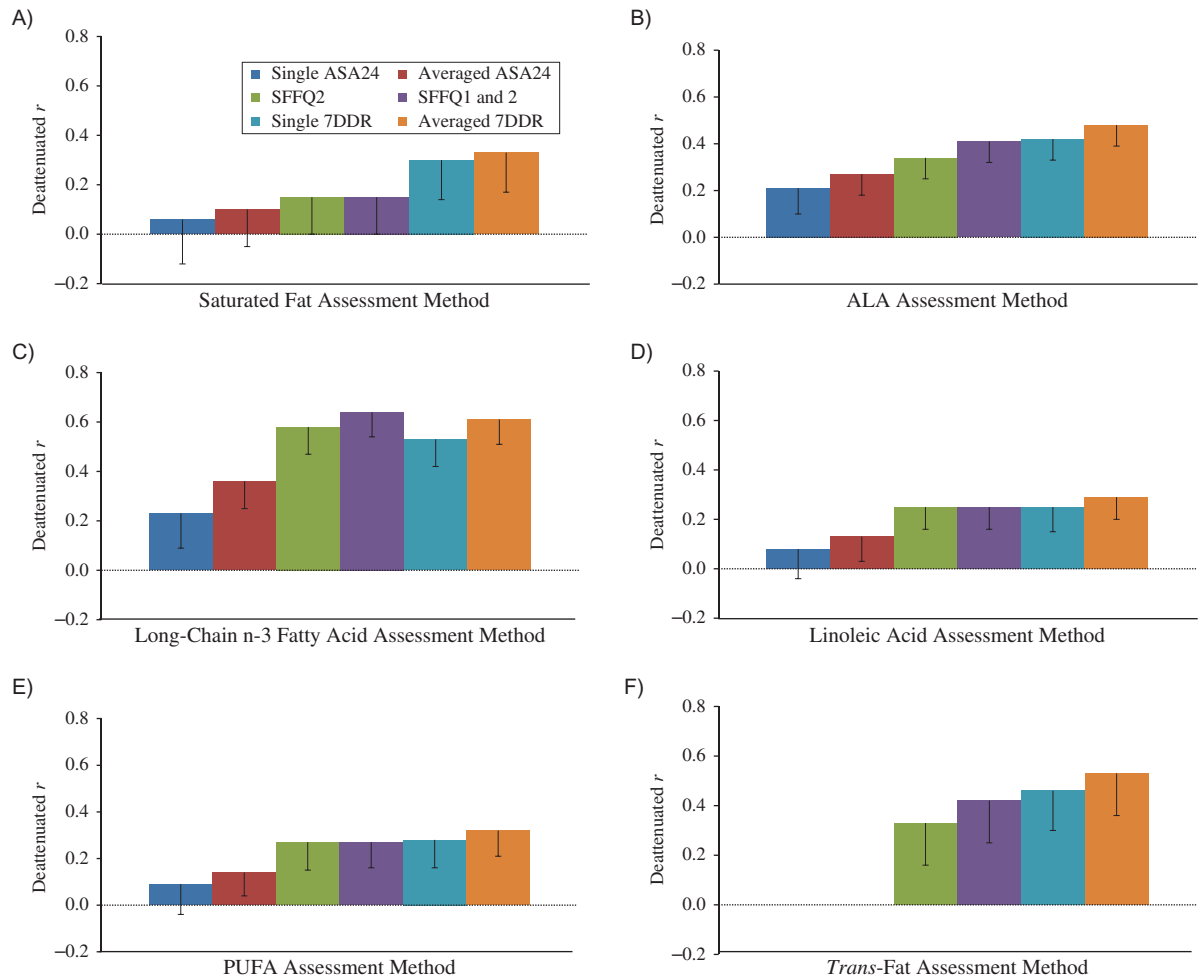 A)
0.8
0.6
0.4
0.2
0.0
–0.2
Deattenuated r
Single ASA24
Averaged ASA24
SFFQ2
SFFQ1 and 2
Single 7DDR
Averaged 7DDR
Saturated Fat Assessment Method
B)
0.8
0.6
0.4
0.2
0.0
–0.2
Deattenuated r
ALA Assessment Method
C)
0.8
0.6
0.4
0.2
0.0
–0.2
Deattenuated r
Long-Chain n-3 Fatty Acid Assessment Method
D)
0.8
0.6
0.4
0.2
0.0
–0.2
Deattenuated r
Linoleic Acid Assessment Method
E)
0.8
0.6
0.4
0.2
0.0
–0.2
Deattenuated r
PUFA Assessment Method
F)
0.8
0.6
0.4
0.2
0.0
–0.2
Deattenuated r
Trans-Fat Assessment Method